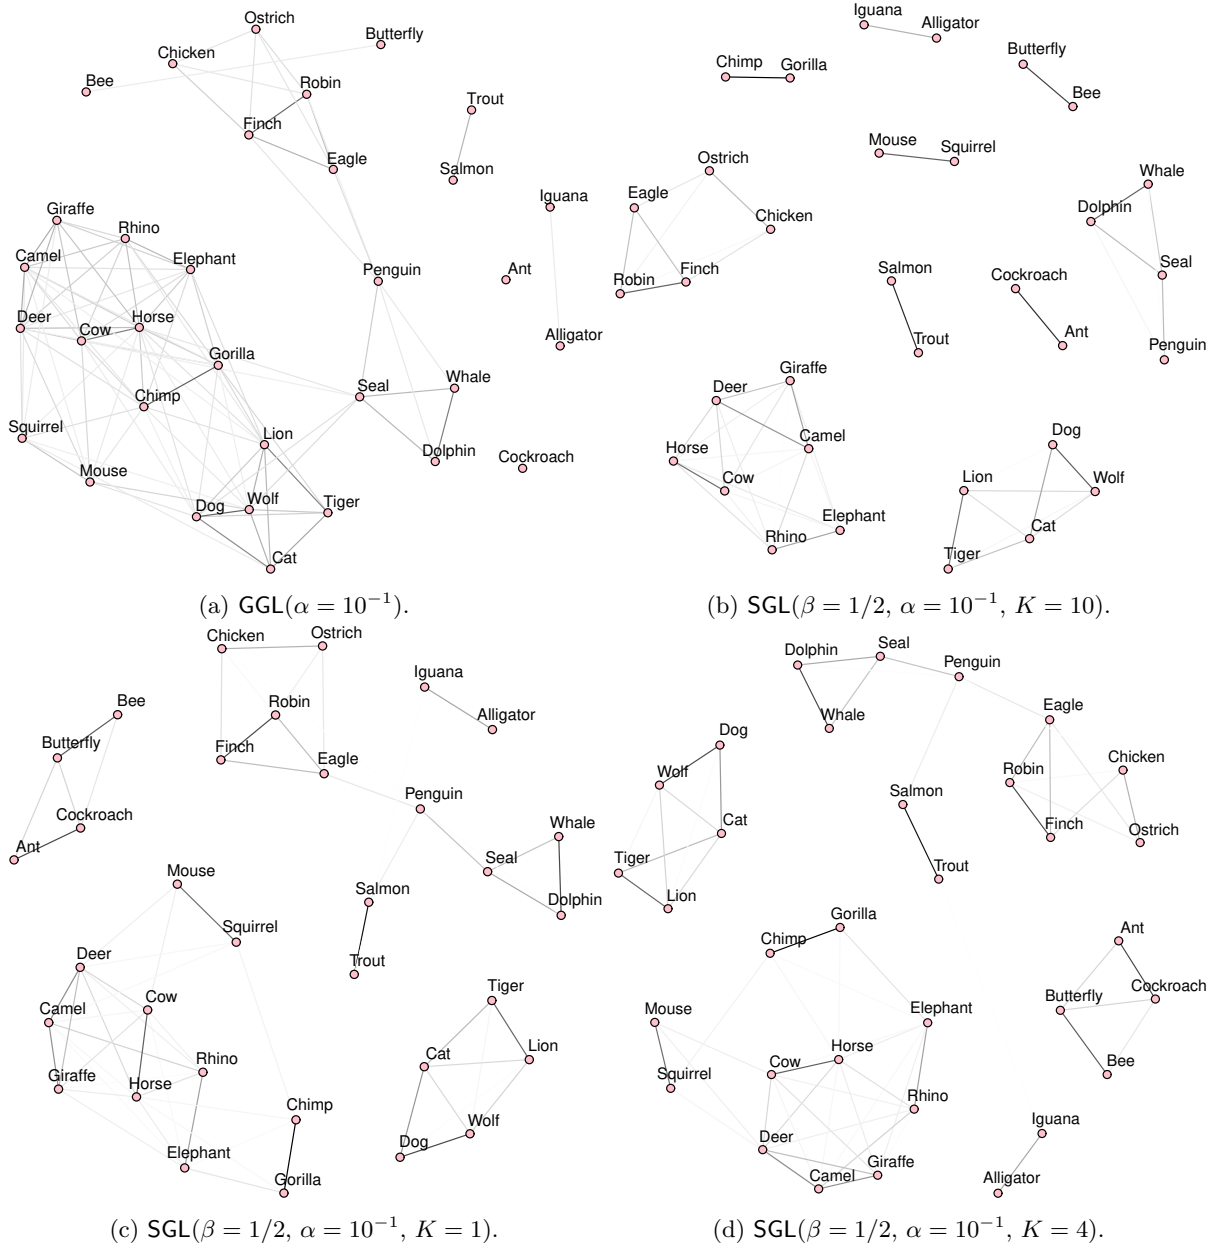 Ostrich
Butterfly
Chicken
Bee
Robin
Trout
Finch
Eagle
Salmon
Iguana
Giraffe
Rhino
Camel
Elephant
Penguin
Ant
Deer
Cow
Horse
Alligator
Gorilla
Chimp
Seal
Whale
Squirrel
Lion
Dolphin
Cockroach
Mouse
Dog
Wolf
Tiger
Cat
(a) GGL(α = 10⁻¹).
Iguana
Alligator
Butterfly
Chimp
Gorilla
Bee
Mouse
Squirrel
Ostrich
Whale
Eagle
Dolphin
Chicken
Robin
Finch
Salmon
Cockroach
Seal
Trout
Ant
Penguin
Giraffe
Deer
Camel
Dog
Horse
Cow
Lion
Wolf
Elephant
Cat
Rhino
Tiger
(b) SGL(β = 1/2, α = 10⁻¹, K = 10).
Chicken
Ostrich
Iguana
Bee
Robin
Alligator
Butterfly
Finch
Eagle
Penguin
Cockroach
Whale
Ant
Seal
Mouse
Salmon
Dolphin
Squirrel
Deer
Trout
Tiger
Cow
Camel
Lion
Cat
Rhino
Giraffe
Horse
Chimp
Wolf
Dog
Elephant
Gorilla
(c) SGL(β = 1/2, α = 10⁻¹, K = 1).
Dolphin
Seal
Penguin
Whale
Eagle
Dog
Wolf
Robin
Chicken
Salmon
Cat
Finch
Ostrich
Tiger
Trout
Lion
Gorilla
Chimp
Ant
Mouse
Elephant
Butterfly
Cockroach
Cow
Horse
Squirrel
Bee
Rhino
Deer
Iguana
Giraffe
Camel
Alligator
(d) SGL(β = 1/2, α = 10⁻¹, K = 4).